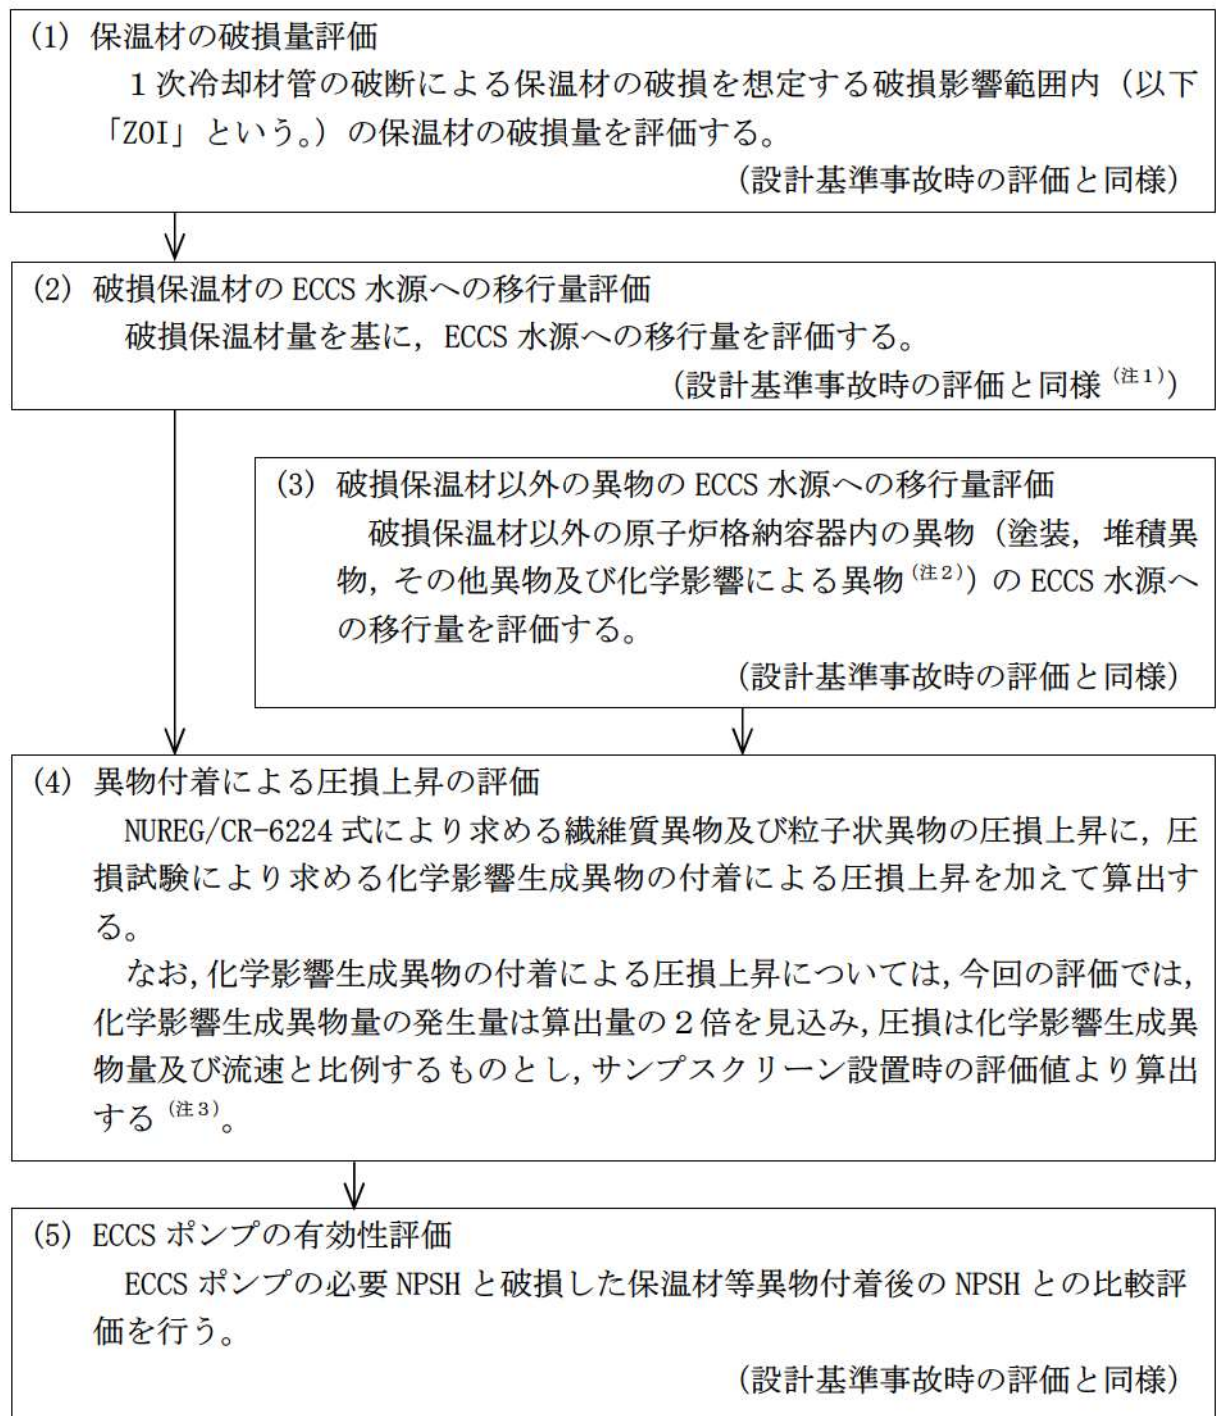 (1) 保温材の破損量評価
１次冷却材管の破断による保温材の破損を想定する破損影響範囲内（以下
「ZOI」という。）の保温材の破損量を評価する。
（設計基準事故時の評価と同様）
(2) 破損保温材の ECCS 水源への移行量評価
破損保温材量を基に，ECCS 水源への移行量を評価する。
（設計基準事故時の評価と同様（注１））
(3) 破損保温材以外の異物の ECCS 水源への移行量評価
破損保温材以外の原子炉格納容器内の異物（塗装，堆積異
物，その他異物及び化学影響による異物（注２））の ECCS 水源へ
の移行量を評価する。
（設計基準事故時の評価と同様）
(4) 異物付着による圧損上昇の評価
NUREG/CR-6224 式により求める繊維質異物及び粒子状異物の圧損上昇に，圧
損試験により求める化学影響生成異物の付着による圧損上昇を加えて算出す
る。
なお，化学影響生成異物の付着による圧損上昇については，今回の評価では，
化学影響生成異物量の発生量は算出量の２倍を見込み，圧損は化学影響生成異
物量及び流速と比例するものとし，サンプスクリーン設置時の評価値より算出
する（注３）。
(5) ECCS ポンプの有効性評価
ECCS ポンプの必要 NPSH と破損した保温材等異物付着後の NPSH との比較評
価を行う。
（設計基準事故時の評価と同様）